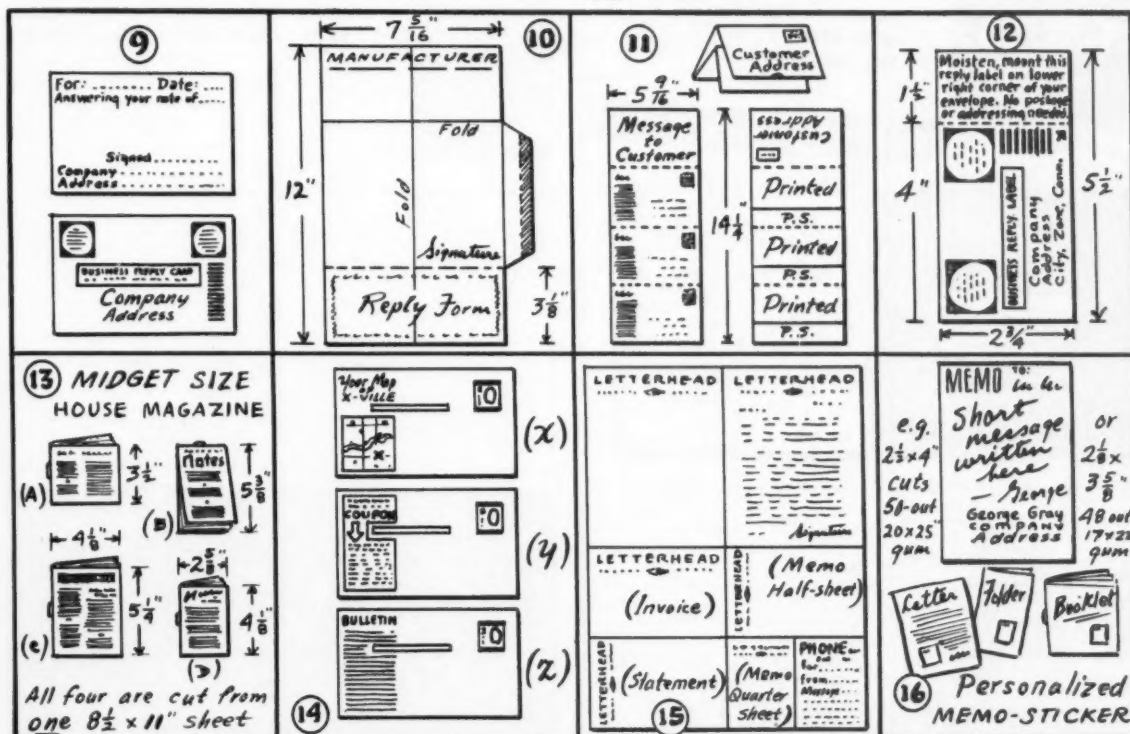 9
For: ........ Date: ....
Answering your note of.....
Signed..........
Company..........
Address..........
BUSINESS REPLY CARD
Company
Address
7 5/16"
10
MANUFACTURER
Fold
Fold
12"
Signature
Reply Form
3 1/8"
11
Customer
Address
5 9/16"
Message
to
Customer
14 1/4"
Customer
Address
Printed
P.S.
Printed
P.S.
Printed
P.S.
12
Moisten, mount this
reply label on lower
right corner of your
envelope. No postage
or addressing needed.
1 1/2"
4"
5 1/2"
BUSINESS REPLY LABEL
Company
Address
City, Zone, Conn.
2 3/4"
13 MIDGET SIZE
HOUSE MAGAZINE
(A)
3 1/2"
Notes
(B)
5 3/8"
4 1/8"
(C)
5 1/4"
2 5/8"
(D)
4 1/8"
All four are cut from
one 8 1/2 x 11" sheet
14
Your Map
X-VILLE
(X)
COUPON
(y)
BULLETIN
(Z)
LETTERHEAD
LETTERHEAD
Signature
LETTERHEAD
(Invoice)
LETTERHEAD
(Memo
Half-sheet)
LETTERHEAD
(Statement)
(Memo
Quarter
sheet)
PHONE
For
From
Message
15
MEMO TO:
Short
message
written
here
— George
George Gray
COMPANY
Address
e.g.
2 1/2 x 4"
cuts
50-out
20x25"
gum
or
2 1/8 x
3 5/8"
48 out
17x22
gum
Letter
Folder
Booklet
16 Personalized
MEMO-STICKER